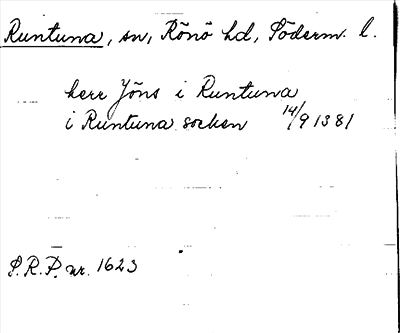 Runtuna, sn, Rönö hd, Söderm. l.
herr Jöns i Runtuna
i Runtuna socken 14/9 1381
S.R.P. nr. 1623